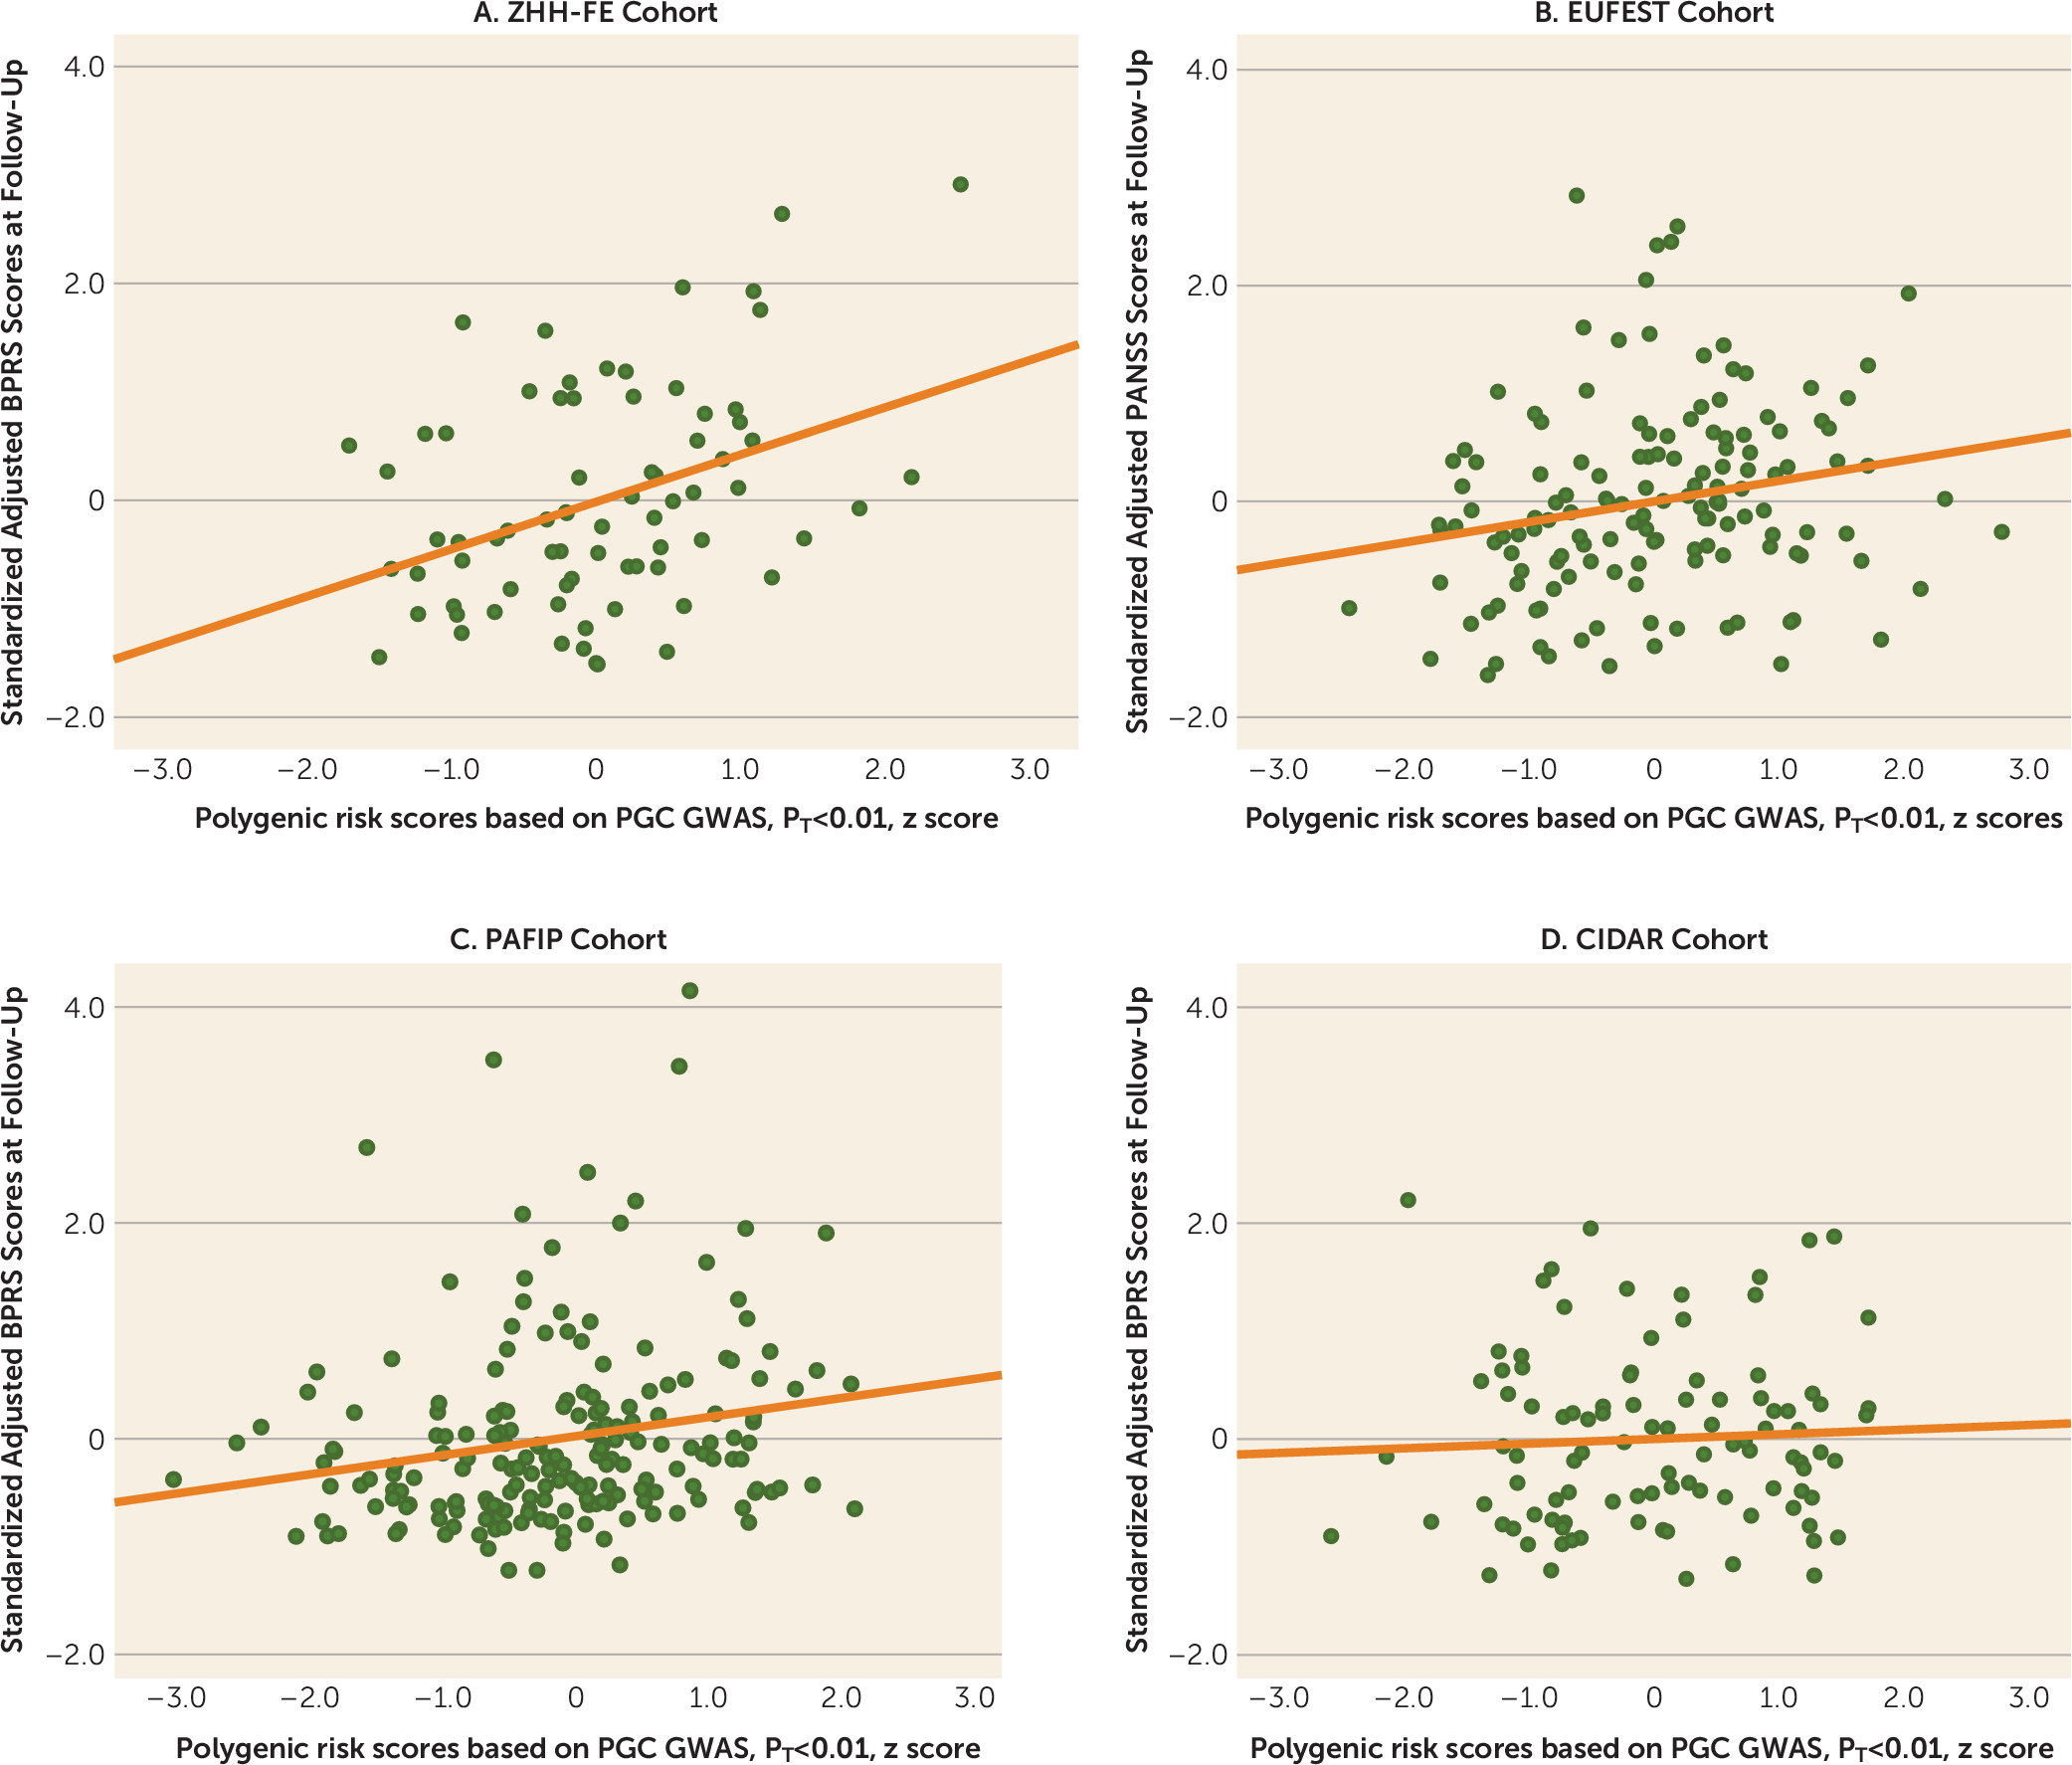 A. ZHH-FE Cohort
Standardized Adjusted BPRS Scores at Follow-Up
4.0
2.0
0
−2.0
−3.0 −2.0 −1.0 0 1.0 2.0 3.0
Polygenic risk scores based on PGC GWAS, PT<0.01, z score
B. EUFEST Cohort
Standardized Adjusted PANSS Scores at Follow-Up
4.0
2.0
0
−2.0
−3.0 −2.0 −1.0 0 1.0 2.0 3.0
Polygenic risk scores based on PGC GWAS, PT<0.01, z scores
C. PAFIP Cohort
Standardized Adjusted BPRS Scores at Follow-Up
4.0
2.0
0
−2.0
−3.0 −2.0 −1.0 0 1.0 2.0 3.0
Polygenic risk scores based on PGC GWAS, PT<0.01, z score
D. CIDAR Cohort
Standardized Adjusted BPRS Scores at Follow-Up
4.0
2.0
0
−2.0
−3.0 −2.0 −1.0 0 1.0 2.0 3.0
Polygenic risk scores based on PGC GWAS, PT<0.01, z score